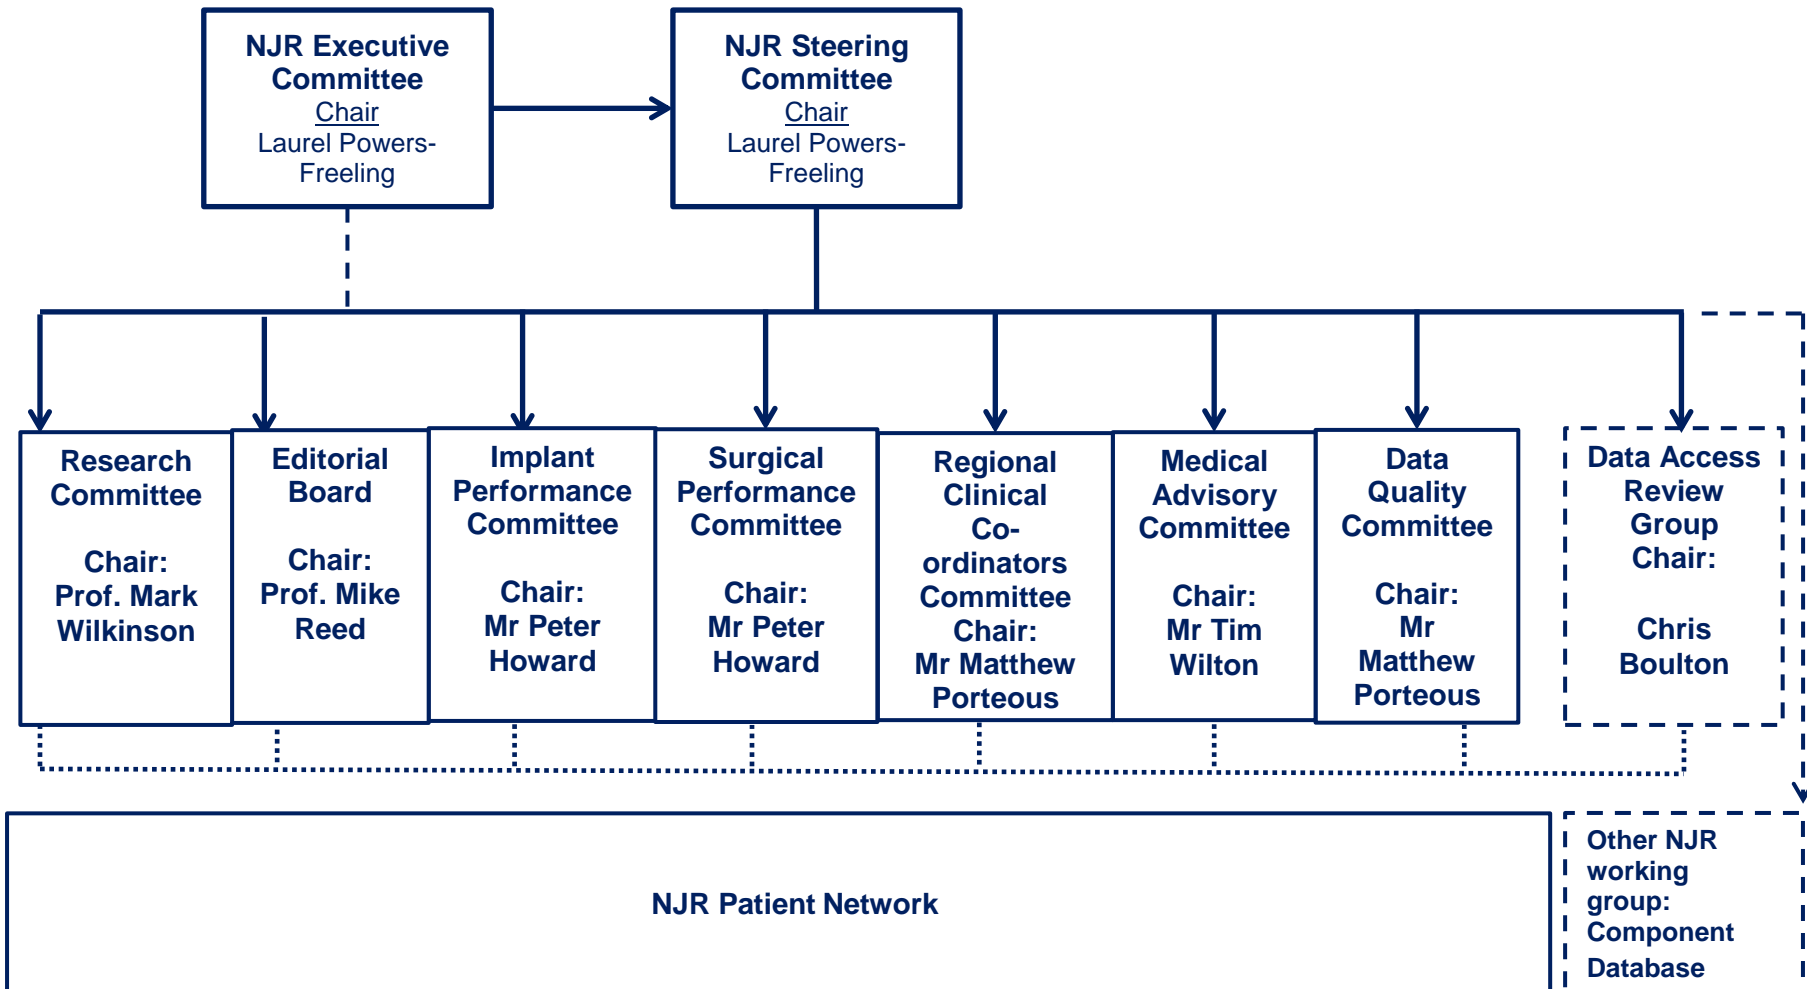 NJR Executive
Committee
Chair
Laurel Powers-
Freeling
NJR Steering
Committee
Chair
Laurel Powers-
Freeling
Research
Committee
Chair:
Prof. Mark
Wilkinson
Editorial
Board
Chair:
Prof. Mike
Reed
Implant
Performance
Committee
Chair:
Mr Peter
Howard
Surgical
Performance
Committee
Chair:
Mr Peter
Howard
Regional
Clinical
Co-
ordinators
Committee
Chair:
Mr Matthew
Porteous
Medical
Advisory
Committee
Chair:
Mr Tim
Wilton
Data
Quality
Committee
Chair:
Mr
Matthew
Porteous
Data Access
Review
Group
Chair:
Chris
Boulton
NJR Patient Network
Other NJR
working
group:
Component
Database